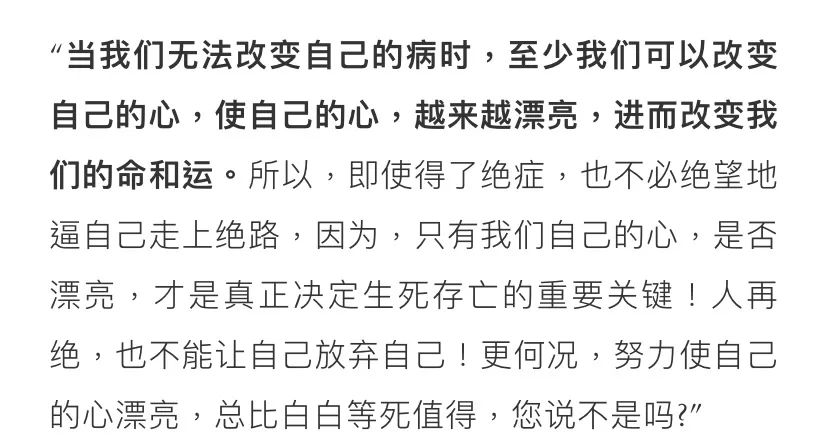 “当我们无法改变自己的病时，至少我们可以改变
自己的心，使自己的心，越来越漂亮，进而改变我
们的命和运。所以，即使得了绝症，也不必绝望地
逼自己走上绝路，因为，只有我们自己的心，是否
漂亮，才是真正决定生死存亡的重要关键！人再
绝，也不能让自己放弃自己！更何况，努力使自己
的心漂亮，总比白白等死值得，您说不是吗?”